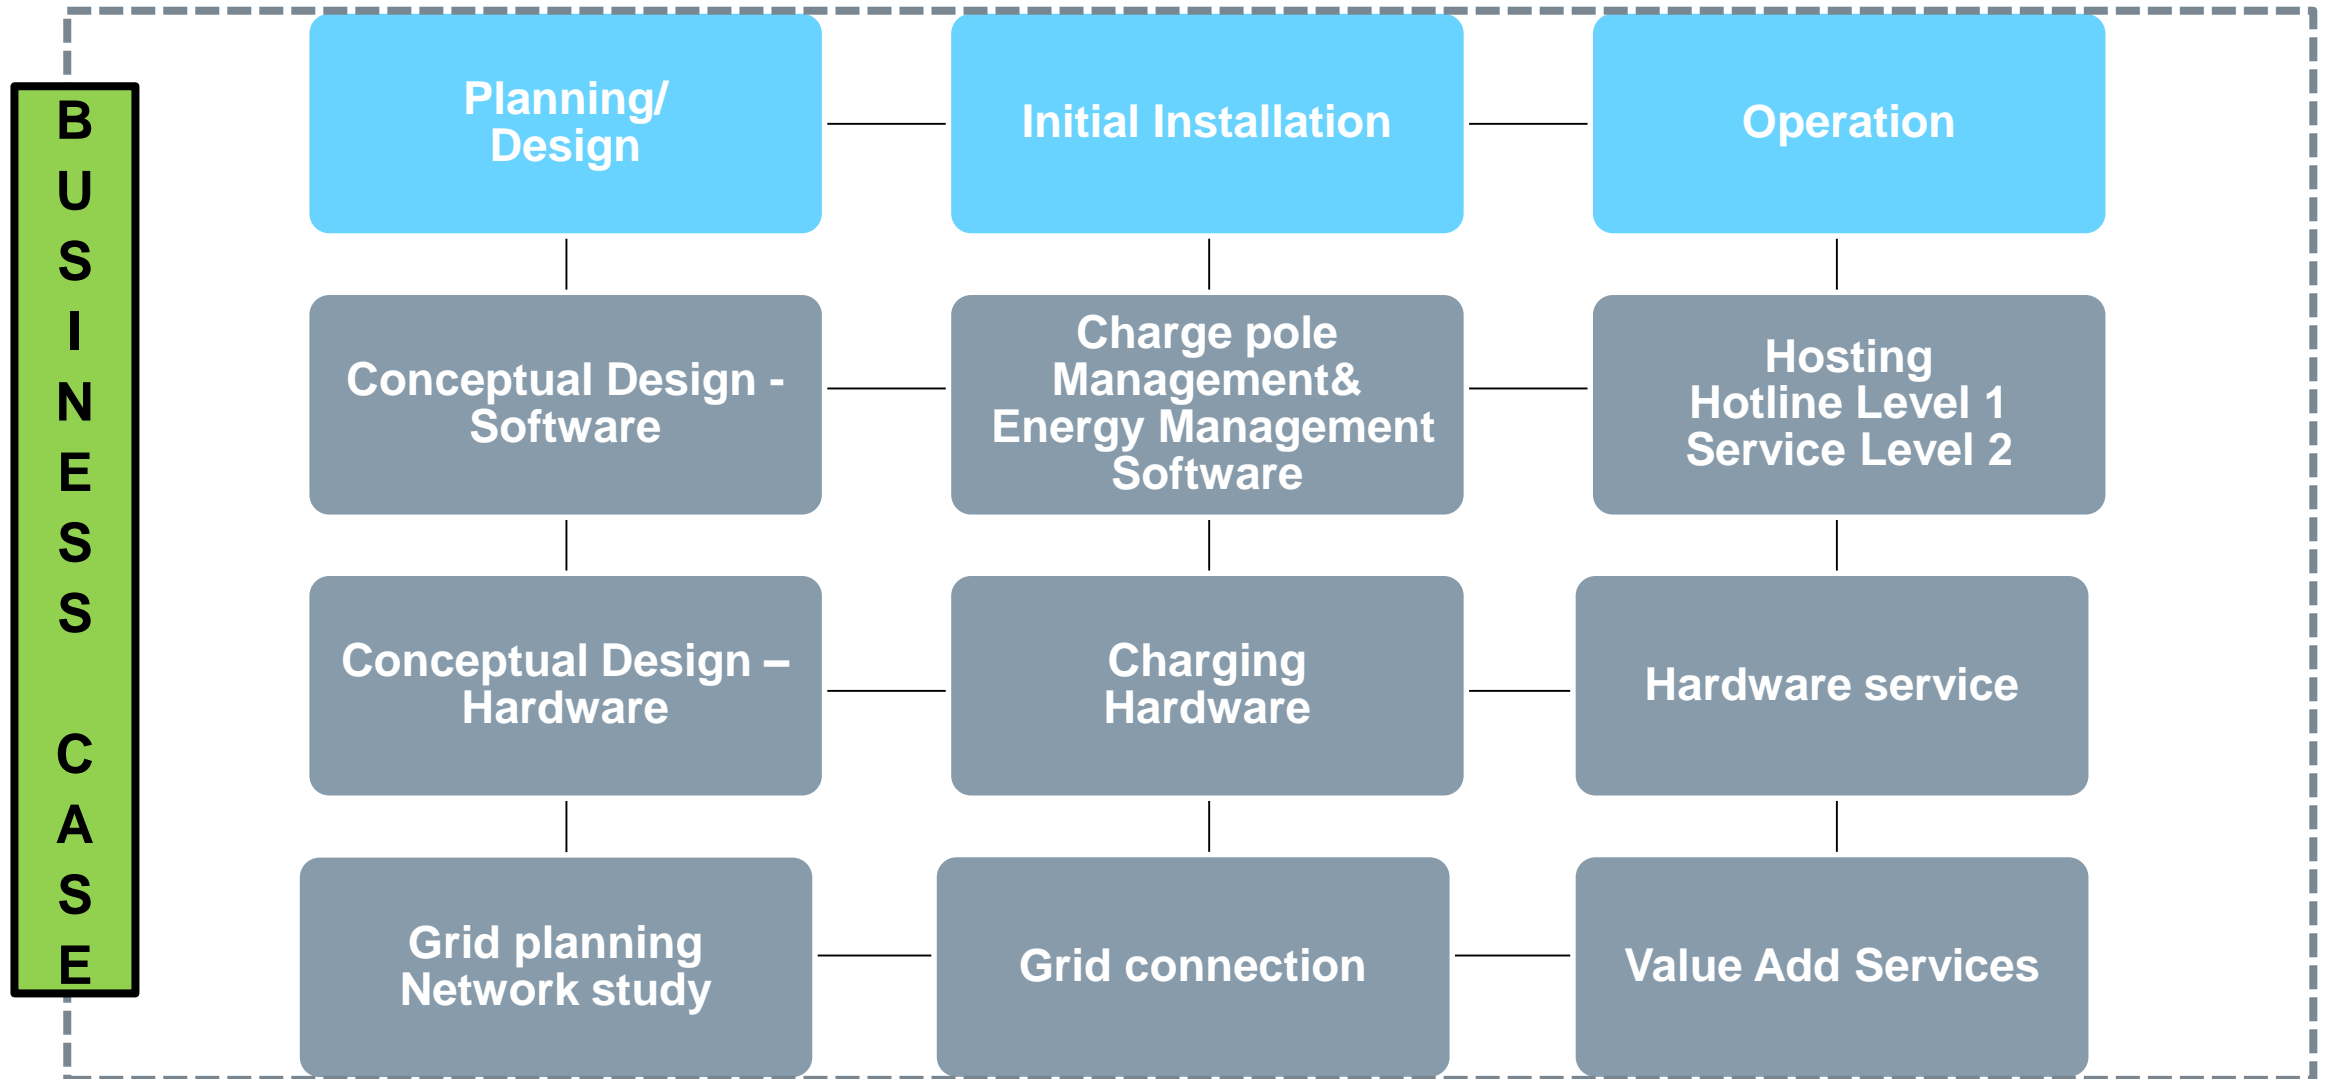 B
U
S
I
N
E
S
S
C
A
S
E
Planning/
Design
Initial Installation
Operation
Conceptual Design -
Software
Charge pole
Management&
Energy Management
Software
Hosting
Hotline Level 1
Service Level 2
Conceptual Design –
Hardware
Charging
Hardware
Hardware service
Grid planning
Network study
Grid connection
Value Add Services